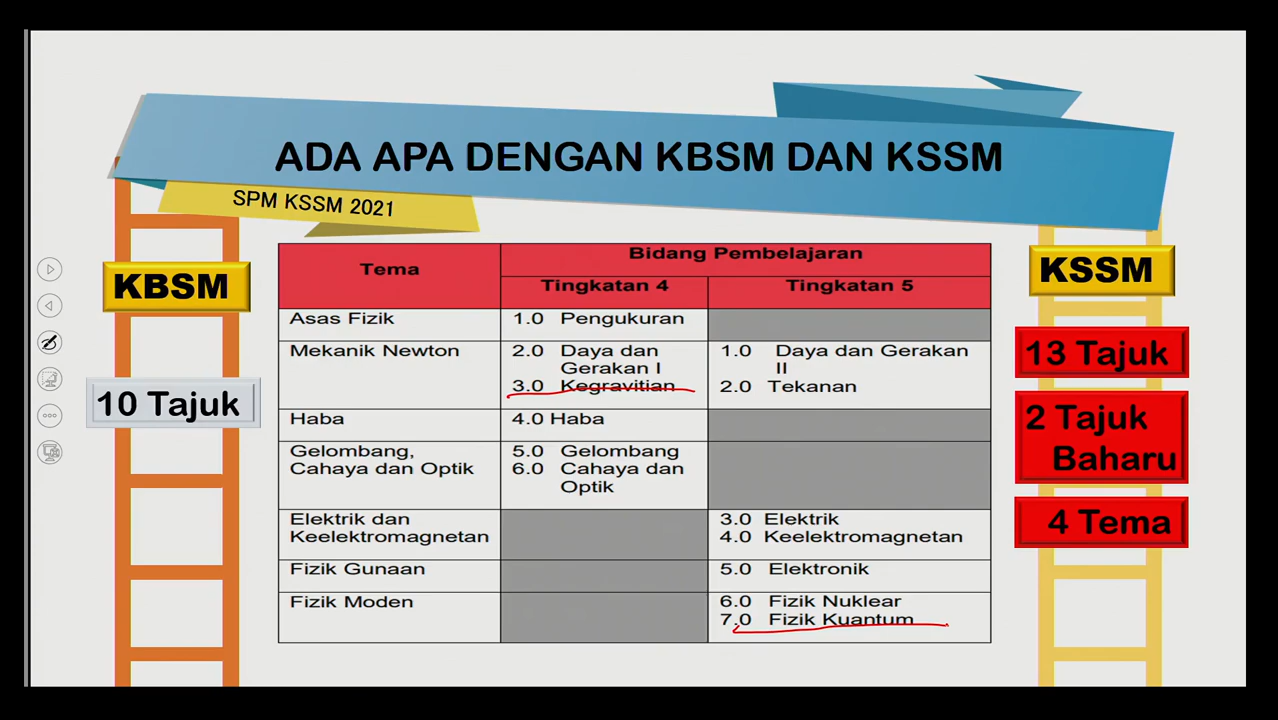 ADA APA DENGAN KBSM DAN KSSM
SPM KSSM 2021
KBSM
10 Tajuk
Tema
Bidang Pembelajaran
Tingkatan 4
Tingkatan 5
Asas Fizik
1.0 Pengukuran
Mekanik Newton
2.0 Daya dan
Gerakan I
3.0 Kegravitian
1.0 Daya dan Gerakan
II
2.0 Tekanan
Haba
4.0 Haba
Gelombang,
Cahaya dan Optik
5.0 Gelombang
6.0 Cahaya dan
Optik
Elektrik dan
Keelektromagnetan
3.0 Elektrik
4.0 Keelektromagnetan
Fizik Gunaan
5.0 Elektronik
Fizik Moden
6.0 Fizik Nuklear
7.0 Fizik Kuantum
KSSM
13 Tajuk
2 Tajuk
Baharu
4 Tema